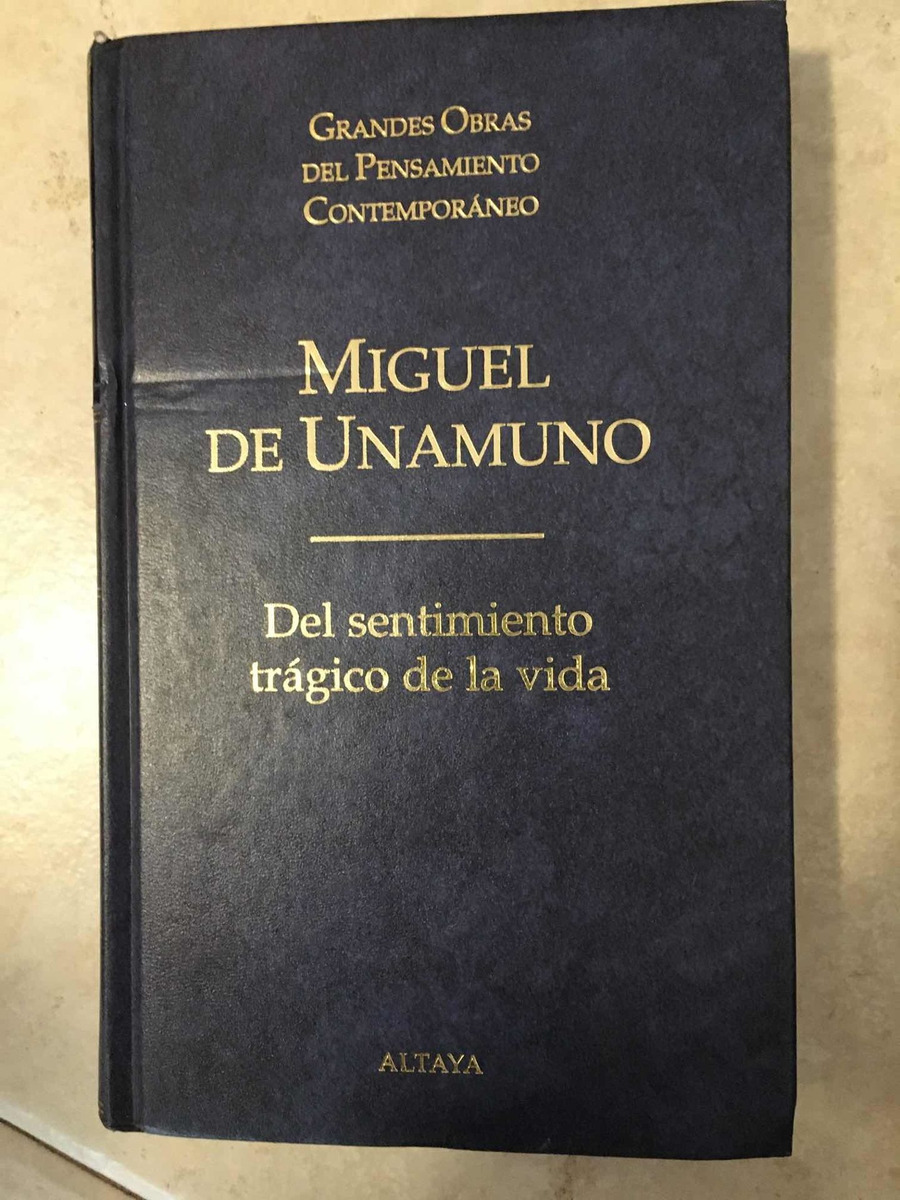 GRANDES OBRAS
DEL PENSAMIENTO
CONTEMPORÁNEO
MIGUEL
DE UNAMUNO
Del sentimiento
trágico de la vida
ALTAYA